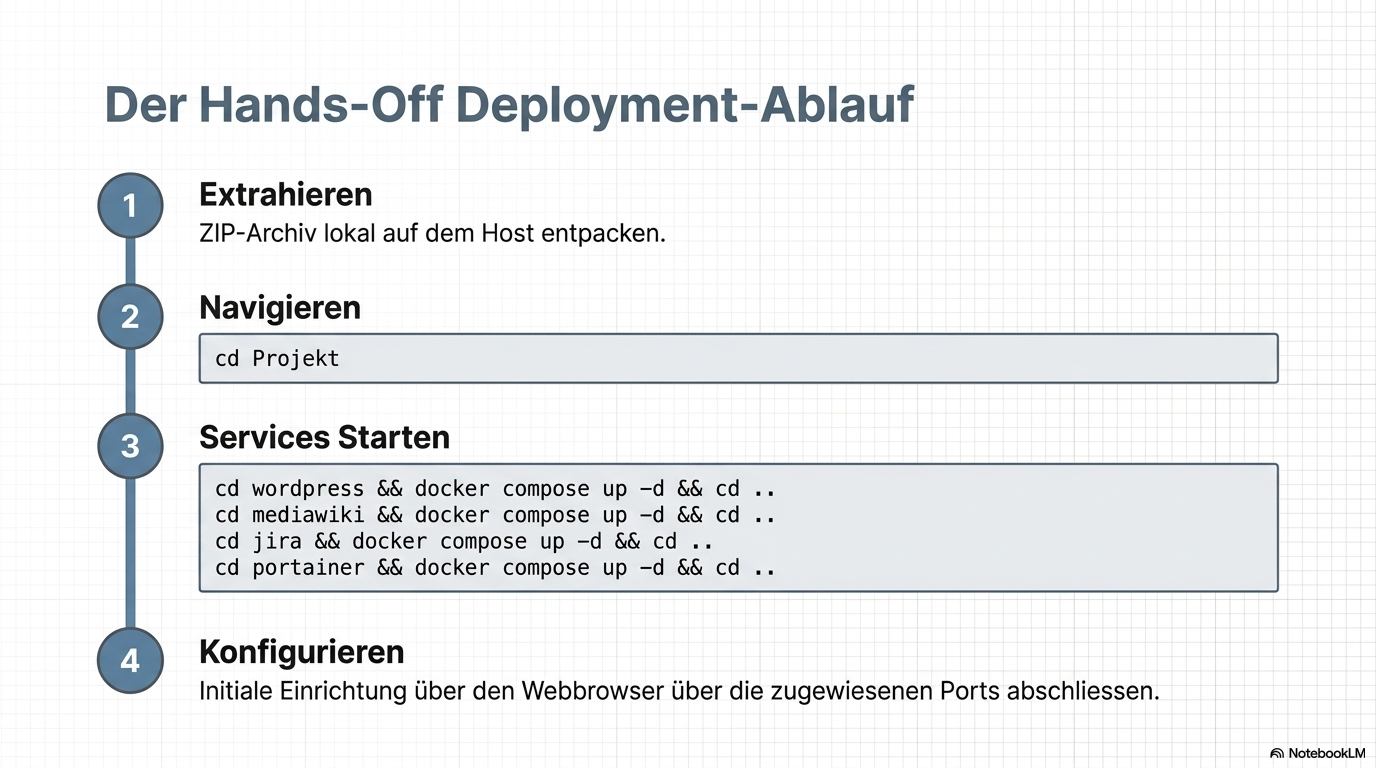 Der Hands-Off Deployment-Ablauf
1
Extrahieren
ZIP-Archiv lokal auf dem Host entpacken.
2
Navigieren
cd Projekt
3
Services Starten
cd wordpress && docker compose up -d && cd ..
cd mediawiki && docker compose up -d && cd ..
cd jira && docker compose up -d && cd ..
cd portainer && docker compose up -d && cd ..
4
Konfigurieren
Initiale Einrichtung über den Webbrowser über die zugewiesenen Ports abschliessen.
NotebookLM